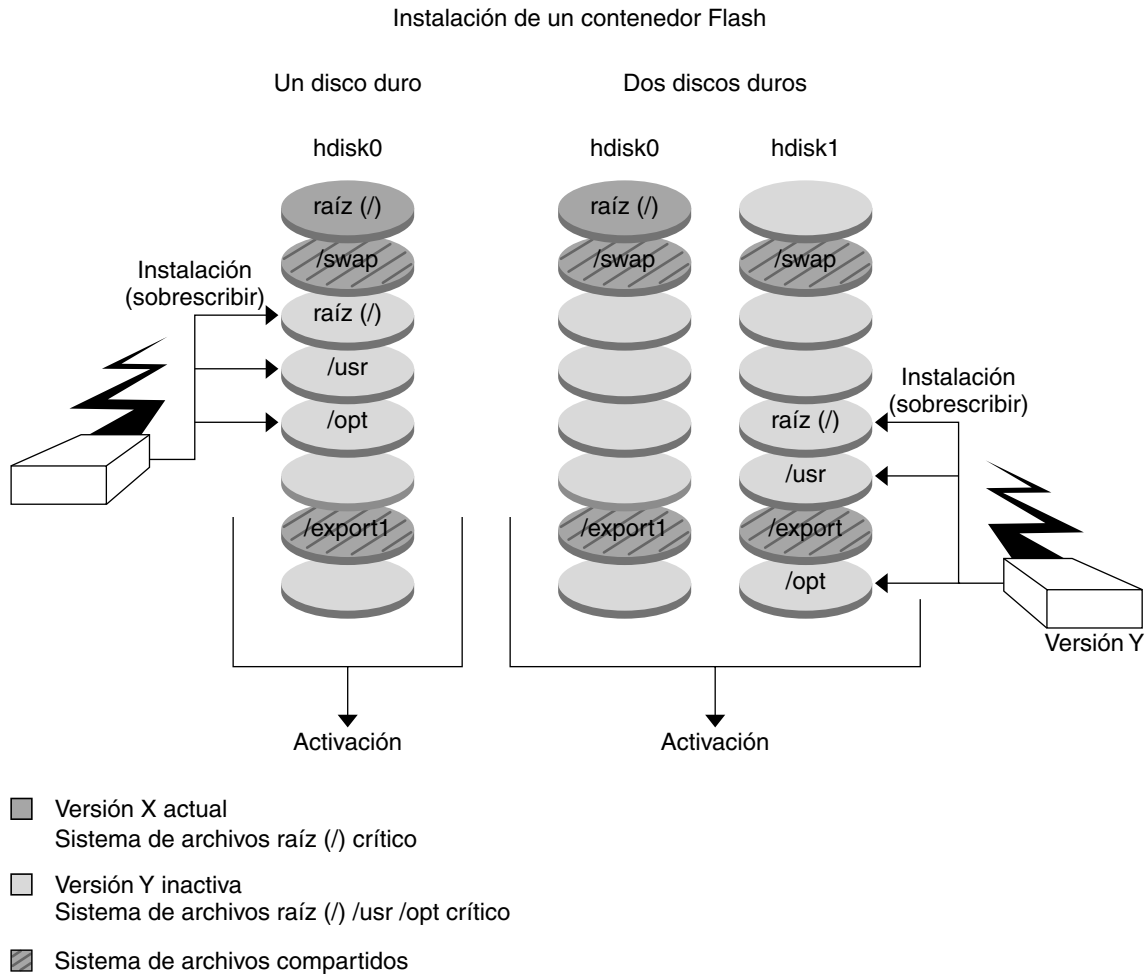 Instalación de un contenedor Flash
Un disco duro
Dos discos duros
hdisk0
hdisk0
hdisk1
raíz (/)
/swap
raíz (/)
/usr
/opt
/export1
Instalación
(sobrescribir)
raíz (/)
/swap
/export1
/swap
raíz (/)
/usr
/export
/opt
Instalación
(sobrescribir)
Versión Y
Activación
Activación
Versión X actual
Sistema de archivos raíz (/) crítico
Versión Y inactiva
Sistema de archivos raíz (/) /usr /opt crítico
Sistema de archivos compartidos